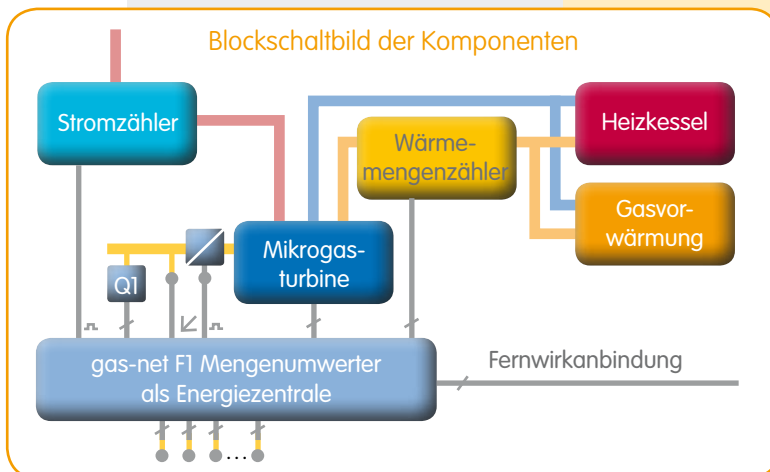 Blockschaltbild der Komponenten
Stromzähler
Wärme-
mengenzähler
Heizkessel
Gasvor-
wärmung
Mikrogas-
turbine
Q1
gas-net F1 Mengenumwerter
als Energiezentrale
Fernwirkanbindung
...